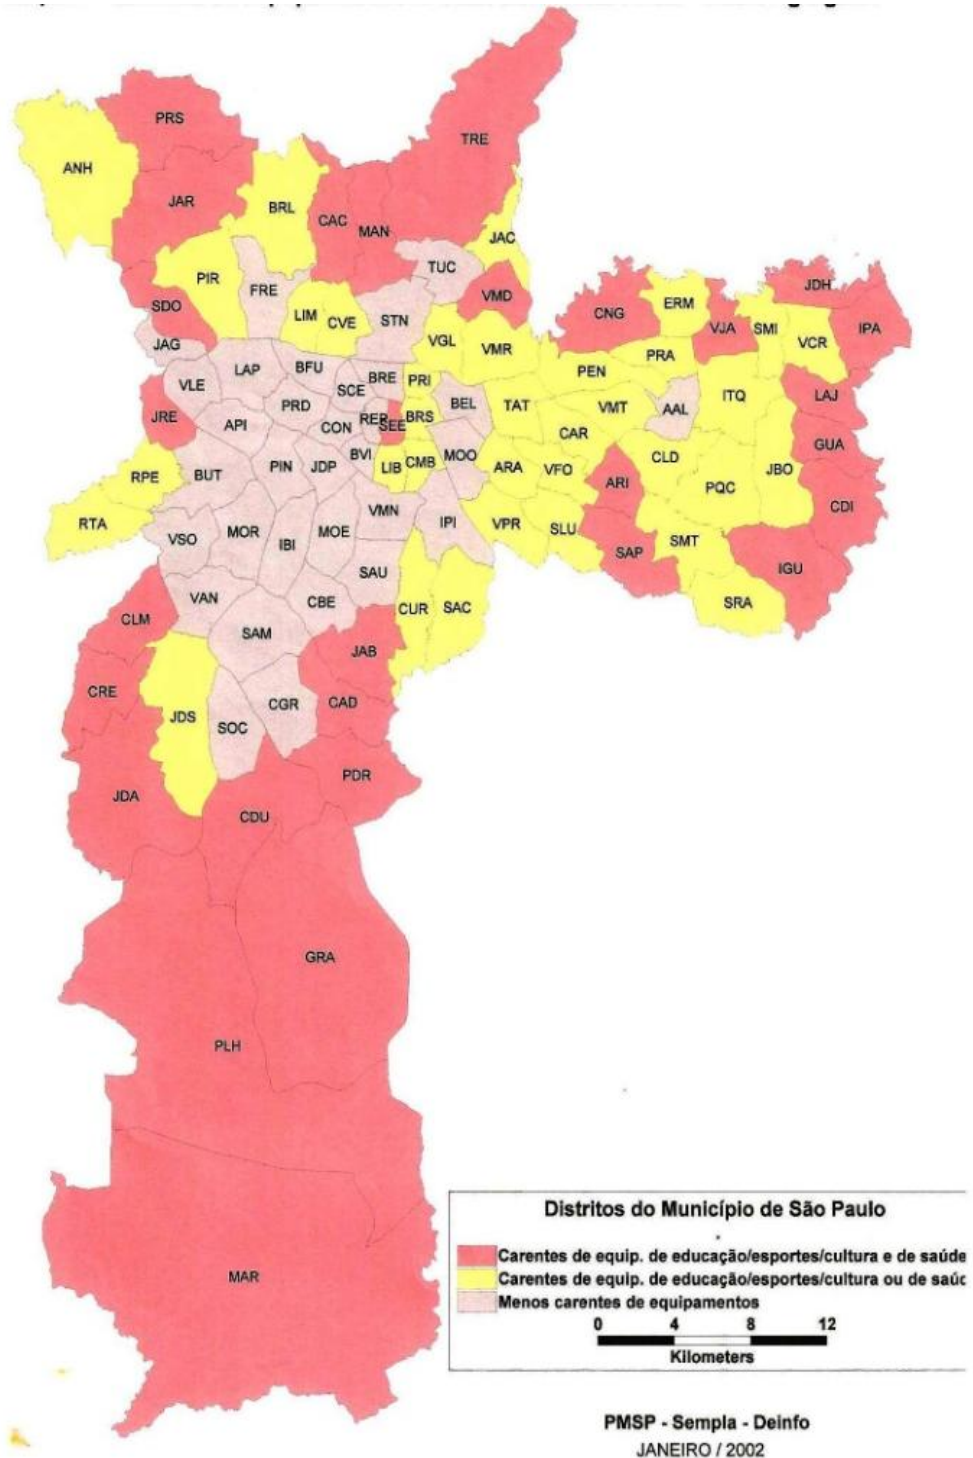 PRS
TRE
ANH
JAR
BRL
CAC
MAN
JAC
TUC
PIR
FRE
VMD
SDO
LIM
CVE
STN
CNG
ERM
JDH
VJA
SMI
VCR
IPA
JAG
VGL
VMR
PRA
LAP
BFU
VLE
SCE
BRE
PRI
PEN
JRE
PRD
BEL
TAT
VMT
AAL
ITQ
LAJ
API
CON
REP
SEE
BRS
CAR
GUA
BVI
MOO
BUT
PIN
JDP
LIB
CMB
ARA
VFO
CLD
JBO
RPE
ARI
PQC
CDI
RTA
VSO
MOR
IBI
MOE
VMN
IPI
VPR
SLU
SMT
SAP
IGU
SAU
VAN
CBE
CUR
SAC
SRA
CLM
SAM
JAB
CRE
JDS
SOC
CGR
CAD
JDA
PDR
CDU
GRA
PLH
MAR
Distritos do Município de São Paulo
Carentes de equip. de educação/esportes/cultura e de saúde
Carentes de equip. de educação/esportes/cultura ou de saúd
Menos carentes de equipamentos
0 4 8 12
Kilometers
PMSP - Sempla - Deinfo
JANEIRO / 2002